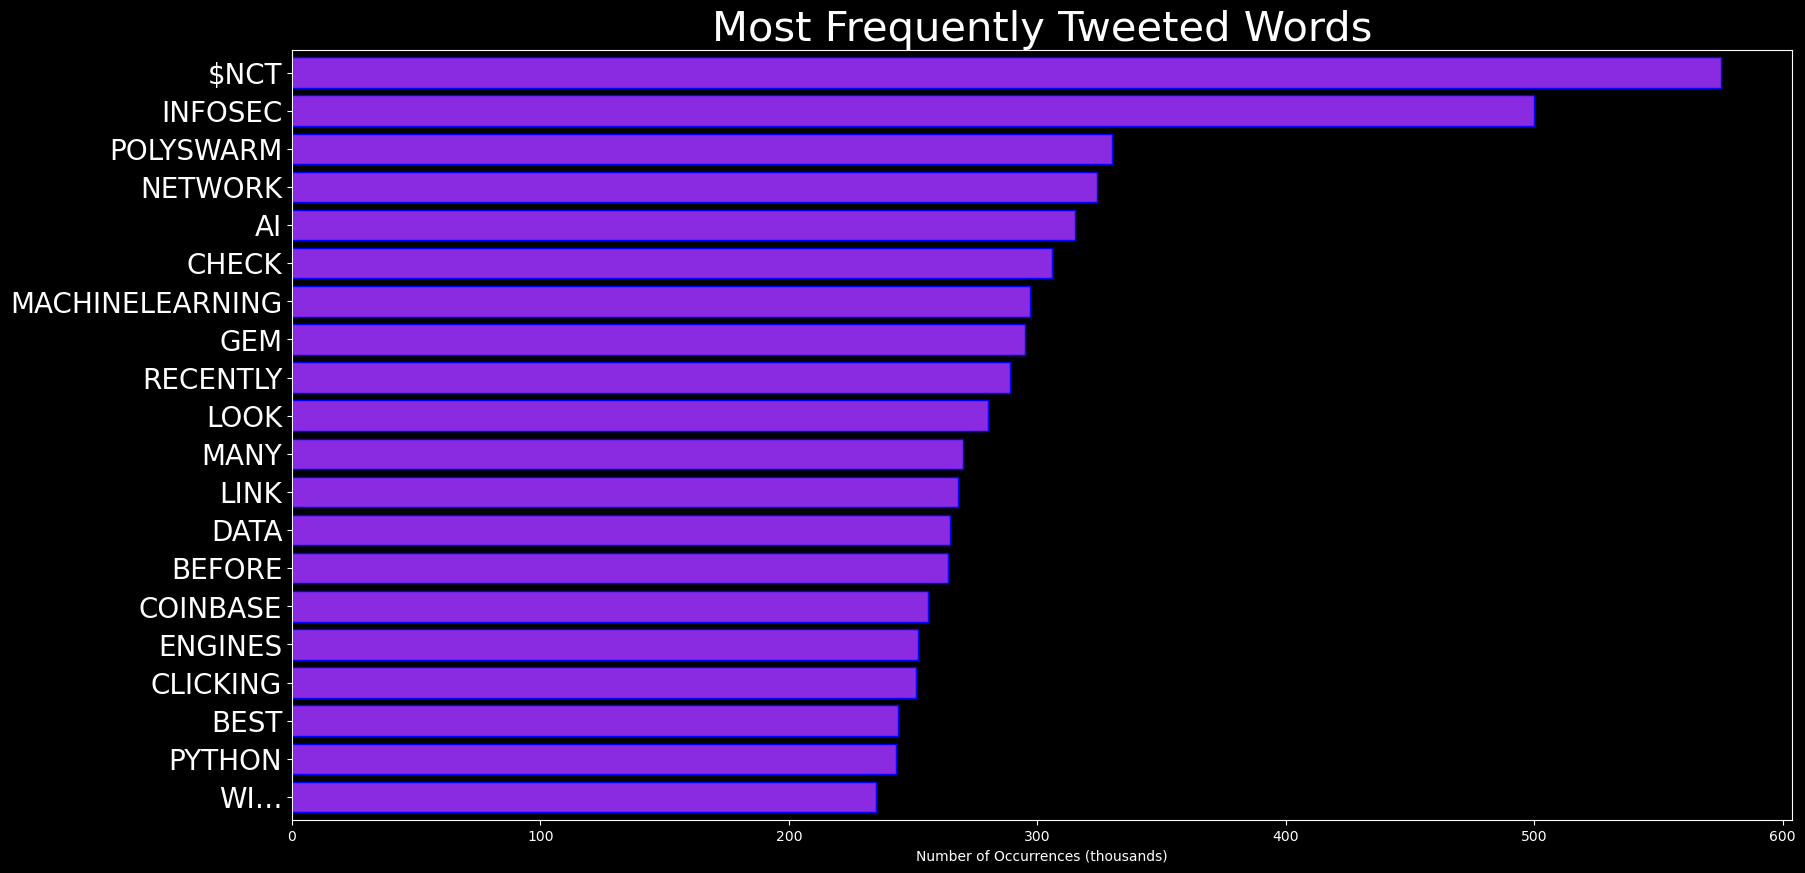 Most Frequently Tweeted Words
$NCT
INFOSEC
POLYSWARM
NETWORK
AI
CHECK
MACHINELEARNING
GEM
RECENTLY
LOOK
MANY
LINK
DATA
BEFORE
COINBASE
ENGINES
CLICKING
BEST
PYTHON
WI…
0 100 200 300 400 500 600
Number of Occurrences (thousands)